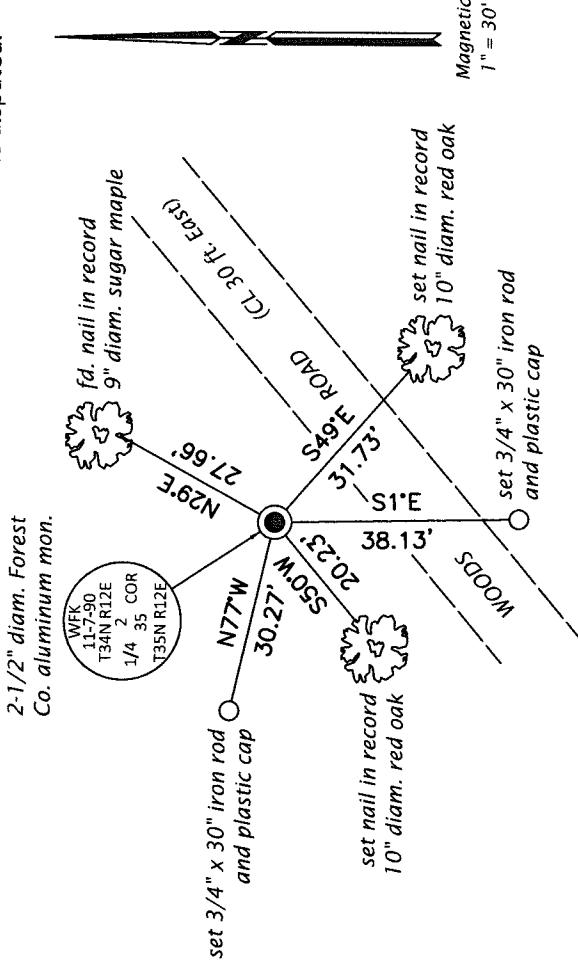 2-1/2" diam. Forest
Co. aluminum mon.
WFK
11-7-90
T34N R12E
2
1/4 COR
35
T35N R12E
fd. nail in record
9" diam. sugar maple
N29°E
27.66'
N77°W
30.27'
set 3/4" x 30" iron rod
and plastic cap
S50°W
20.23'
set nail in record
10" diam. red oak
S1°E
38.13'
set 3/4" x 30" iron rod
and plastic cap
S49°E
31.73'
set nail in record
10" diam. red oak
WOODS ROAD (CL 30 ft. East)
Magnetic
1" = 30'